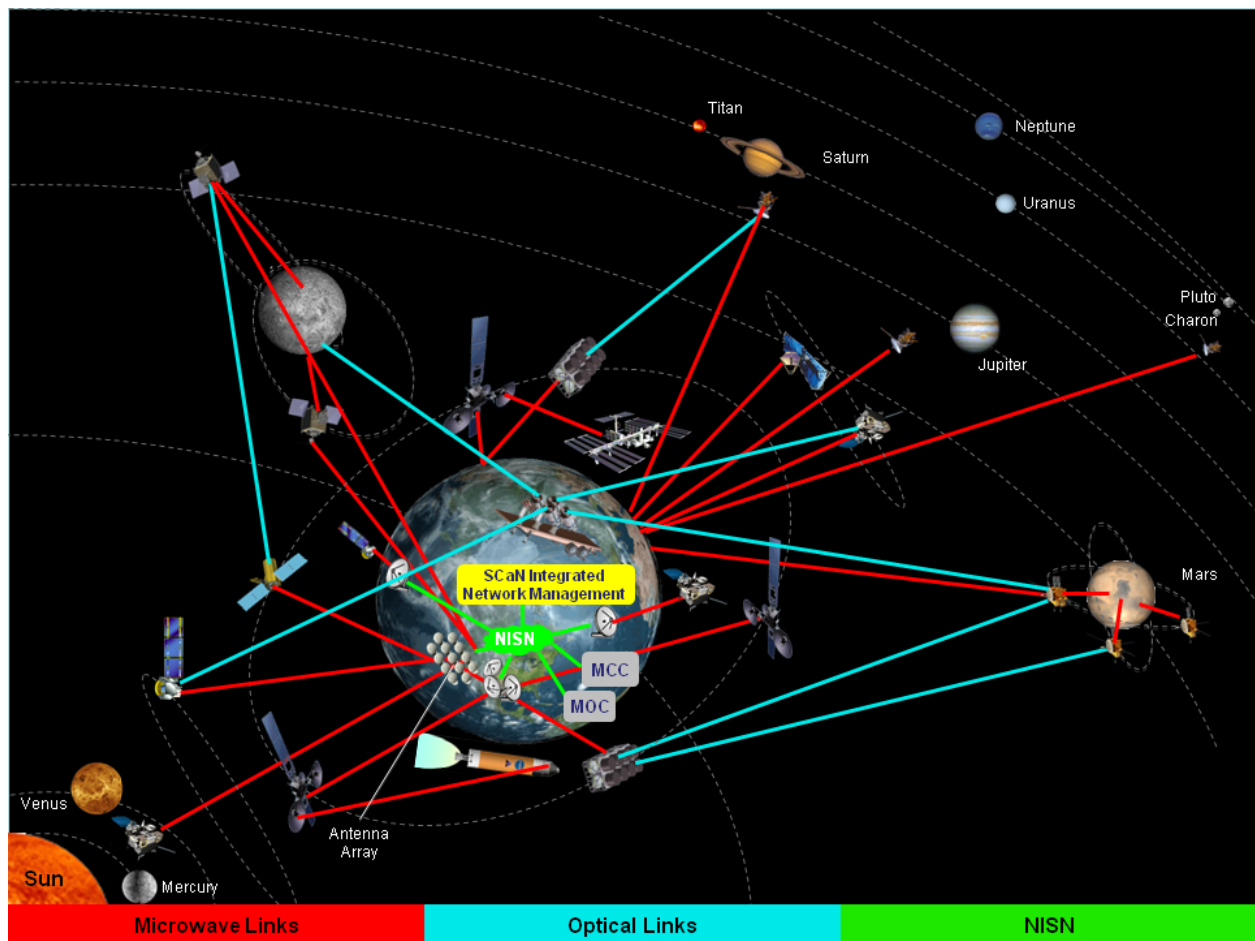 Titan
Saturn
Neptune
Uranus
Pluto
Charon
Jupiter
Mars
SCaN Integrated
Network Management
NISN
MCC
MOC
Venus
Antenna
Array
Sun
Mercury
Microwave Links
Optical Links
NISN